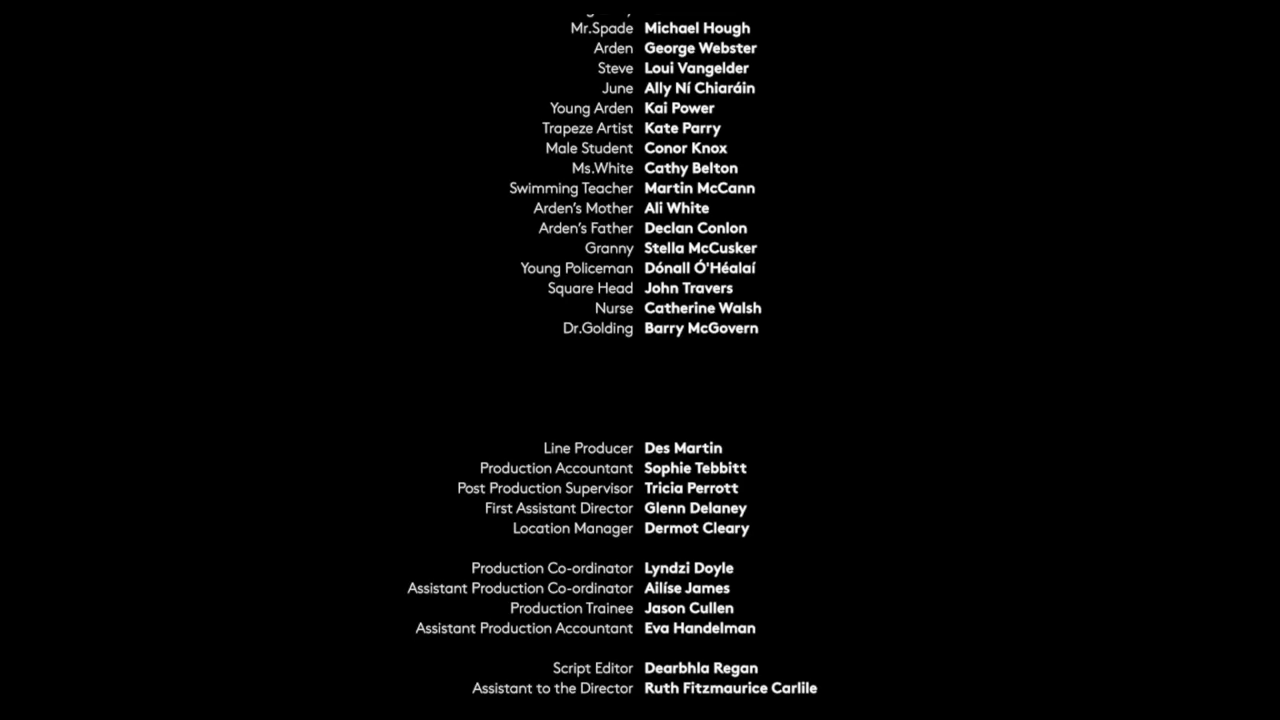 Mr.Spade Michael Hough
Arden George Webster
Steve Loui Vangelder
June Ally Ní Chiaráin
Young Arden Kai Power
Trapeze Artist Kate Parry
Male Student Conor Knox
Ms.White Cathy Belton
Swimming Teacher Martin McCann
Arden's Mother Ali White
Arden's Father Declan Conlon
Granny Stella McCusker
Young Policeman Dónall Ó'Héalaí
Square Head John Travers
Nurse Catherine Walsh
Dr.Golding Barry McGovern
Line Producer Des Martin
Production Accountant Sophie Tebbitt
Post Production Supervisor Tricia Perrott
First Assistant Director Glenn Delaney
Location Manager Dermot Cleary
Production Co-ordinator Lyndzi Doyle
Assistant Production Co-ordinator Ailíse James
Production Trainee Jason Cullen
Assistant Production Accountant Eva Handelman
Script Editor Dearbhla Regan
Assistant to the Director Ruth Fitzmaurice Carlile